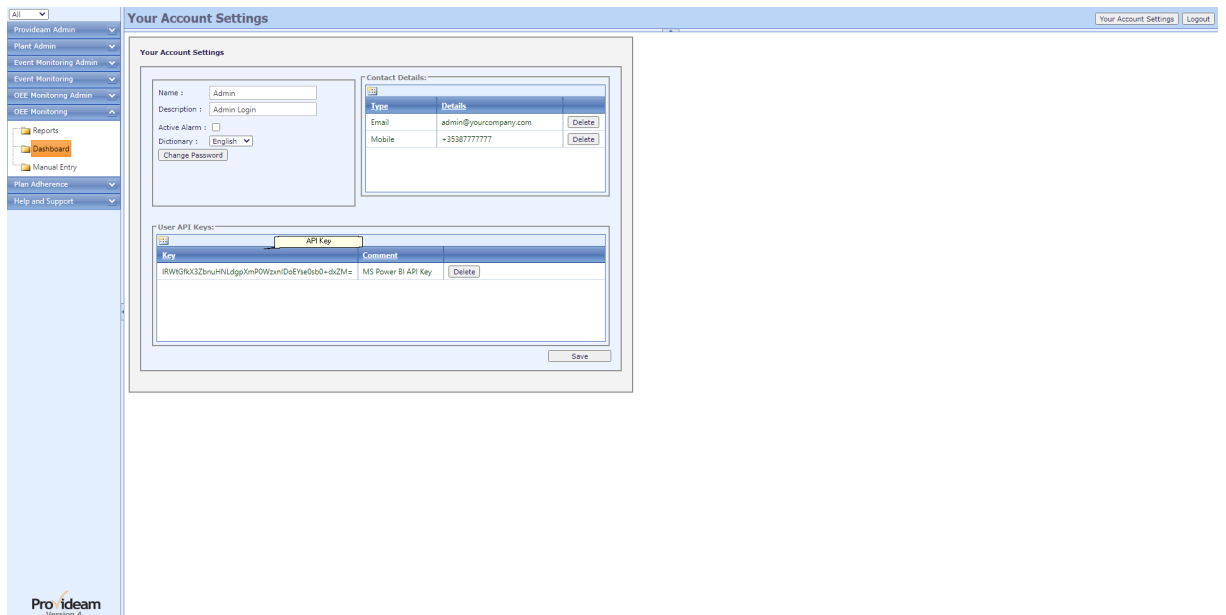 All
Your Account Settings
Your Account Settings
Logout
Provideam Admin
Plant Admin
Event Monitoring Admin
Event Monitoring
OEE Monitoring Admin
OEE Monitoring
Reports
Dashboard
Manual Entry
Plan Adherence
Help and Support
Your Account Settings
Name :
Admin
Description :
Admin Login
Active Alarm :
Dictionary :
English
Change Password
Contact Details:
Type Details
Email admin@yourcompany.com Delete
Mobile +35387777777 Delete
User API Keys:
API Key
Key Comment
IRWtGfkX3ZbnuHNLdgpXmP0WzxnIDoEYse0sb0+dxZM= MS Power BI API Key Delete
Save
Provideam
Version 4